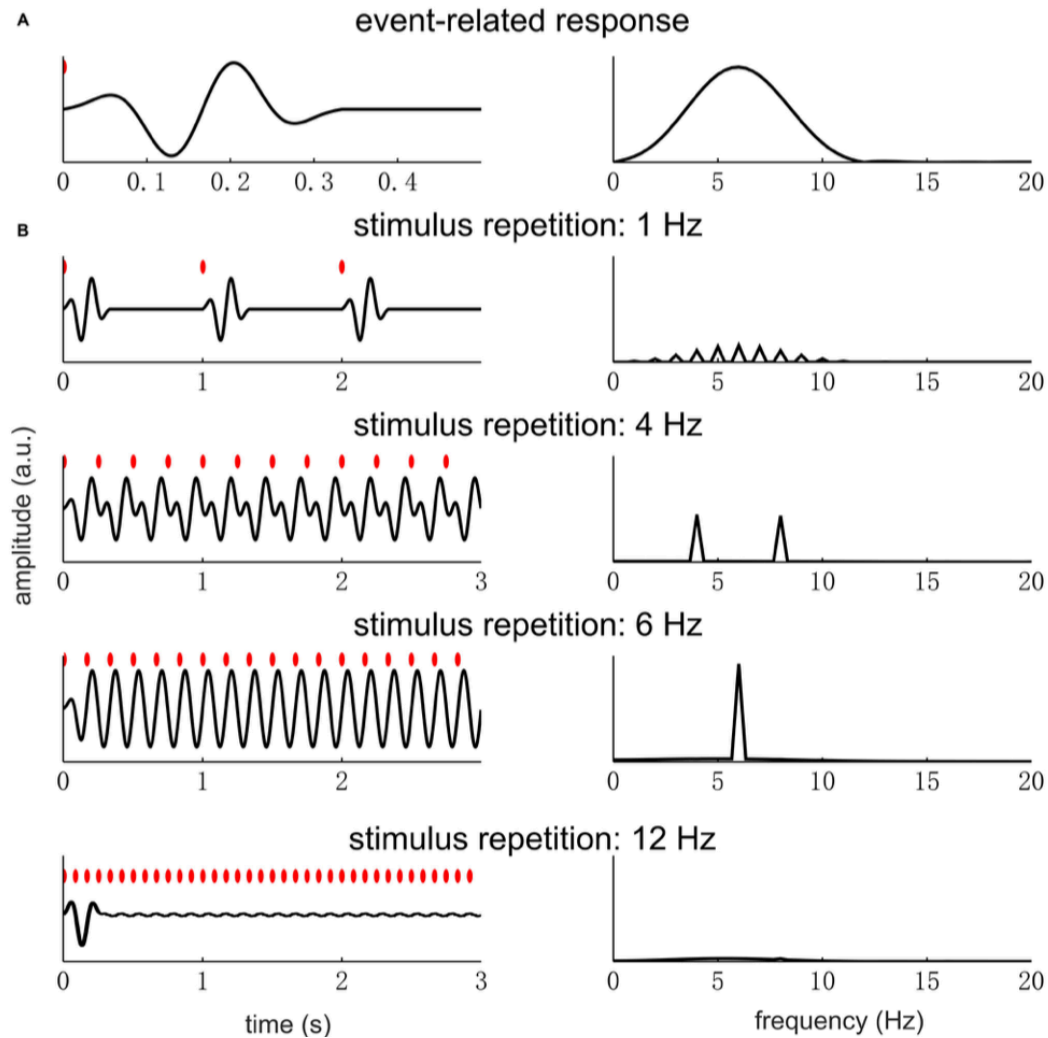 A
event-related response
0 0.1 0.2 0.3 0.4
0 5 10 15 20
B
stimulus repetition: 1 Hz
0 1 2
0 5 10 15 20
stimulus repetition: 4 Hz
0 1 2 3
0 5 10 15 20
amplitude (a.u.)
stimulus repetition: 6 Hz
0 1 2
0 5 10 15 20
stimulus repetition: 12 Hz
0 1 2 3
0 5 10 15 20
time (s)
frequency (Hz)